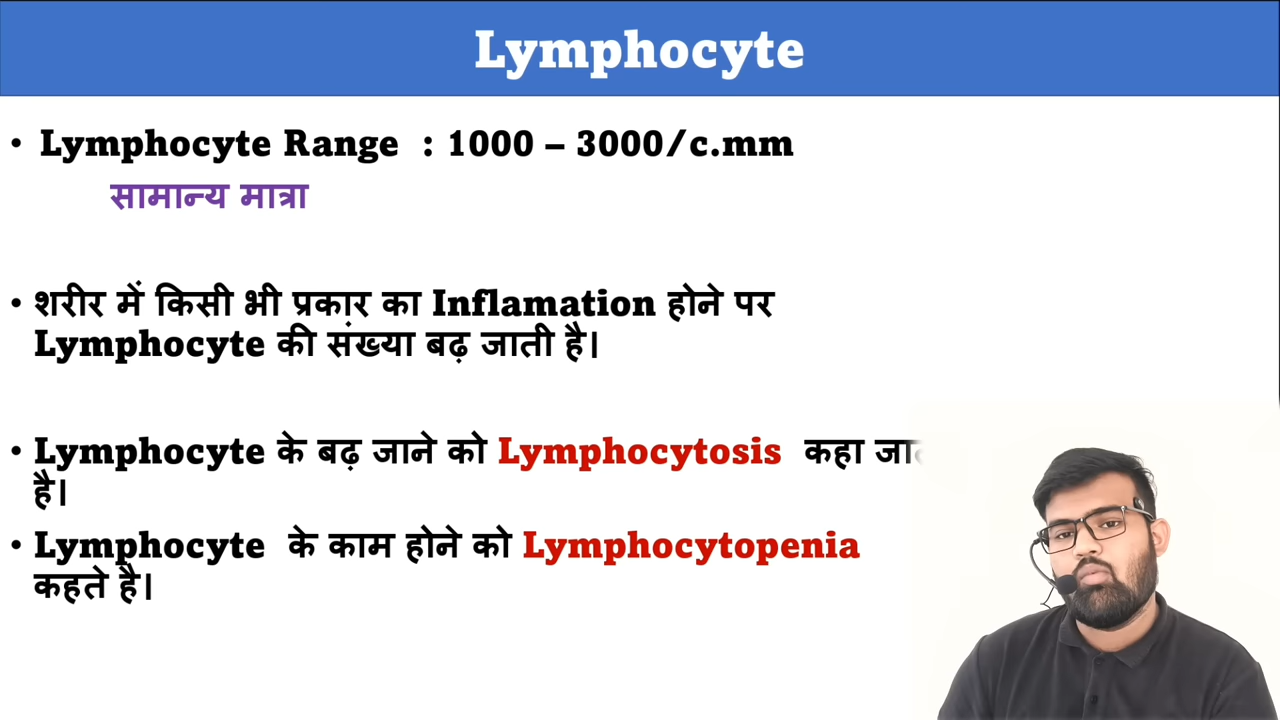 Lymphocyte
• Lymphocyte Range : 1000 – 3000/c.mm
सामान्य मात्रा
• शरीर में किसी भी प्रकार का Inflamation होने पर
Lymphocyte की संख्या बढ़ जाती है।
• Lymphocyte के बढ़ जाने को Lymphocytosis कहा
है।
• Lymphocyte के काम होने को Lymphocytopenia
कहते है।